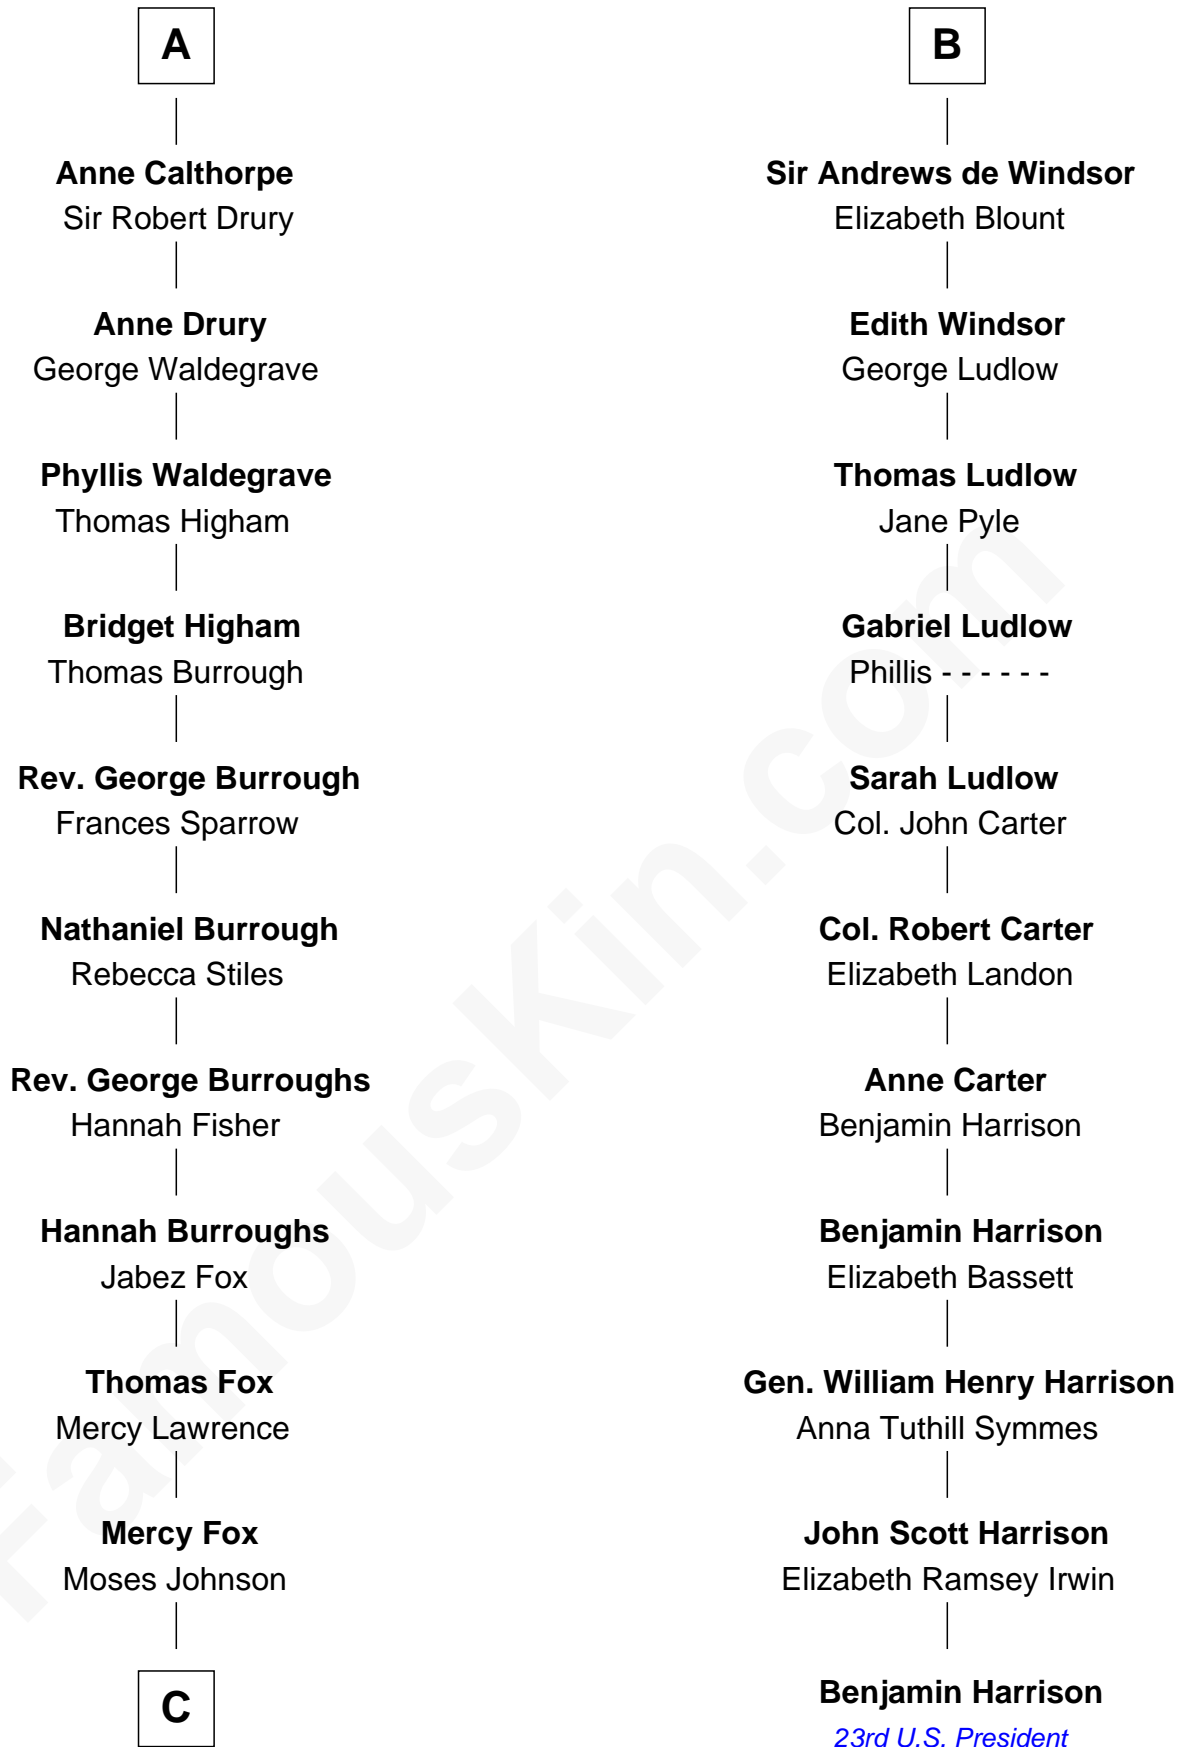 A
Anne Calthorpe
Sir Robert Drury
Anne Drury
George Waldegrave
Phyllis Waldegrave
Thomas Higham
Bridget Higham
Thomas Burrough
Rev. George Burrough
Frances Sparrow
Nathaniel Burrough
Rebecca Stiles
Rev. George Burroughs
Hannah Fisher
Hannah Burroughs
Jabez Fox
Thomas Fox
Mercy Lawrence
Mercy Fox
Moses Johnson
C
B
Sir Andrews de Windsor
Elizabeth Blount
Edith Windsor
George Ludlow
Thomas Ludlow
Jane Pyle
Gabriel Ludlow
Phillis - - - - - -
Sarah Ludlow
Col. John Carter
Col. Robert Carter
Elizabeth Landon
Anne Carter
Benjamin Harrison
Benjamin Harrison
Elizabeth Bassett
Gen. William Henry Harrison
Anna Tuthill Symmes
John Scott Harrison
Elizabeth Ramsey Irwin
Benjamin Harrison
23rd U.S. President
FamousKin.com